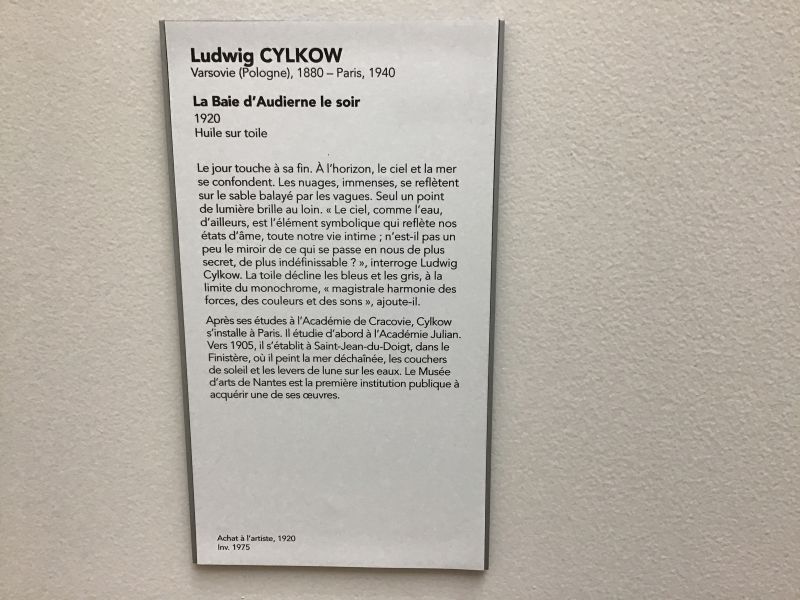 Ludwig CYLKOW
Varsovie (Pologne), 1880 – Paris, 1940
La Baie d'Audierne le soir
1920
Huile sur toile
Le jour touche à sa fin. À l'horizon, le ciel et la mer
se confondent. Les nuages, immenses, se reflètent
sur le sable balayé par les vagues. Seul un point
de lumière brille au loin. « Le ciel, comme l'eau,
d'ailleurs, est l'élément symbolique qui reflète nos
états d'âme, toute notre vie intime ; n'est-il pas un
peu le miroir de ce qui se passe en nous de plus
secret, de plus indéfinissable ? », interroge Ludwig
Cylkow. La toile décline les bleus et les gris, à la
limite du monochrome, « magistrale harmonie des
forces, des couleurs et des sons », ajoute-il.
Après ses études à l'Académie de Cracovie, Cylkow
s'installe à Paris. Il étudie d'abord à l'Académie Julian.
Vers 1905, il s'établit à Saint-Jean-du-Doigt, dans le
Finistère, où il peint la mer déchaînée, les couchers
de soleil et les levers de lune sur les eaux. Le Musée
d'arts de Nantes est la première institution publique à
acquérir une de ses œuvres.
Achat à l'artiste, 1920
Inv. 1975